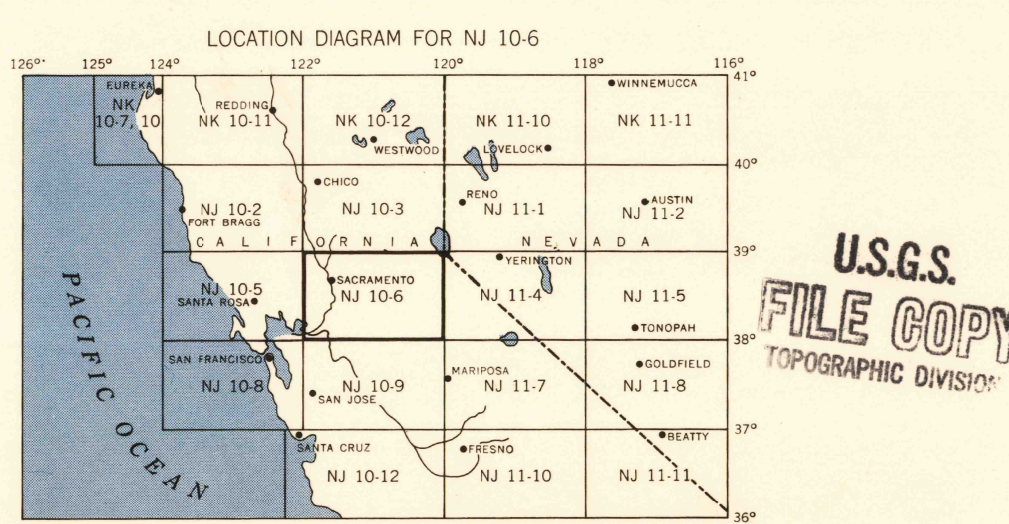 LOCATION DIAGRAM FOR NJ 10-6
126° 125° 124° 122° 120° 118° 116°
41°
EUREKA
NK
10-7, 10
REDDING
NK 10-11
NK 10-12
WESTWOOD
NK 11-10
LOVELOCK
WINNEMUCCA
NK 11-11
40°
CHICO
NJ 10-2
FORT BRAGG
NJ 10-3
RENO
NJ 11-1
AUSTIN
NJ 11-2
CALIFORNIA NEVADA
39°
NJ 10-5
SANTA ROSA
SACRAMENTO
NJ 10-6
YERINGTON
NJ 11-4
NJ 11-5
TONOPAH
38°
SAN FRANCISCO
NJ 10-8
NJ 10-9
SAN JOSE
MARIPOSA
NJ 11-7
GOLDFIELD
NJ 11-8
37°
SANTA CRUZ
NJ 10-12
FRESNO
NJ 11-10
BEATTY
NJ 11-11
36°
PACIFIC OCEAN
U.S.G.S.
FILE COPY
TOPOGRAPHIC DIVISION